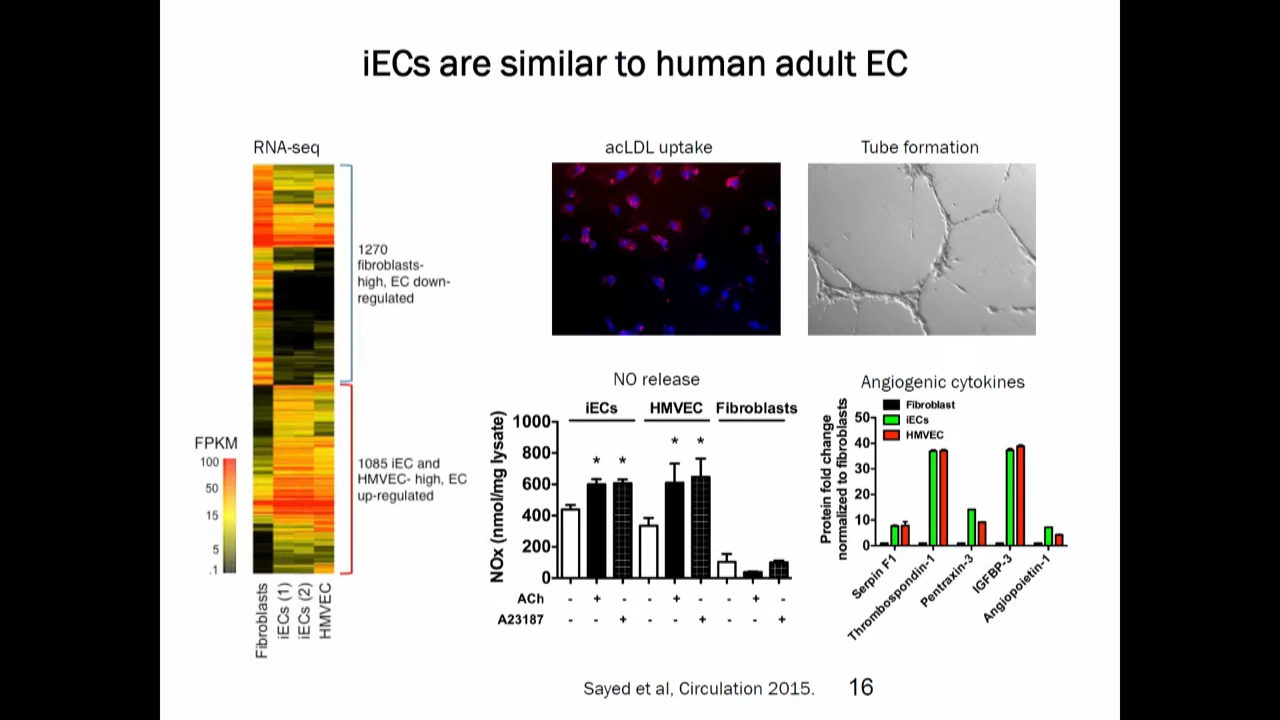 iECs are similar to human adult EC
RNA-seq
1270
fibroblasts-
high, EC down-
regulated
1085 iEC and
HMVEC- high, EC
up-regulated
FPKM
100
50
15
5
.1
Fibroblasts
iECs (1)
iECs (2)
HMVEC
acLDL uptake
Tube formation
NO release
iECs HMVEC Fibroblasts
NOx (nmol/mg lysate)
1000
800
600
400
200
0
* * * *
ACh - + - - + - - + -
A23187 - - + - - + - - +
Angiogenic cytokines
Fibroblast
iECs
HMVEC
Protein fold change
normalized to fibroblasts
50
40
30
20
10
0
Serpin F1
Thrombospondin-1
Pentraxin-3
IGFBP-3
Angiopoietin-1
Sayed et al, Circulation 2015.
16